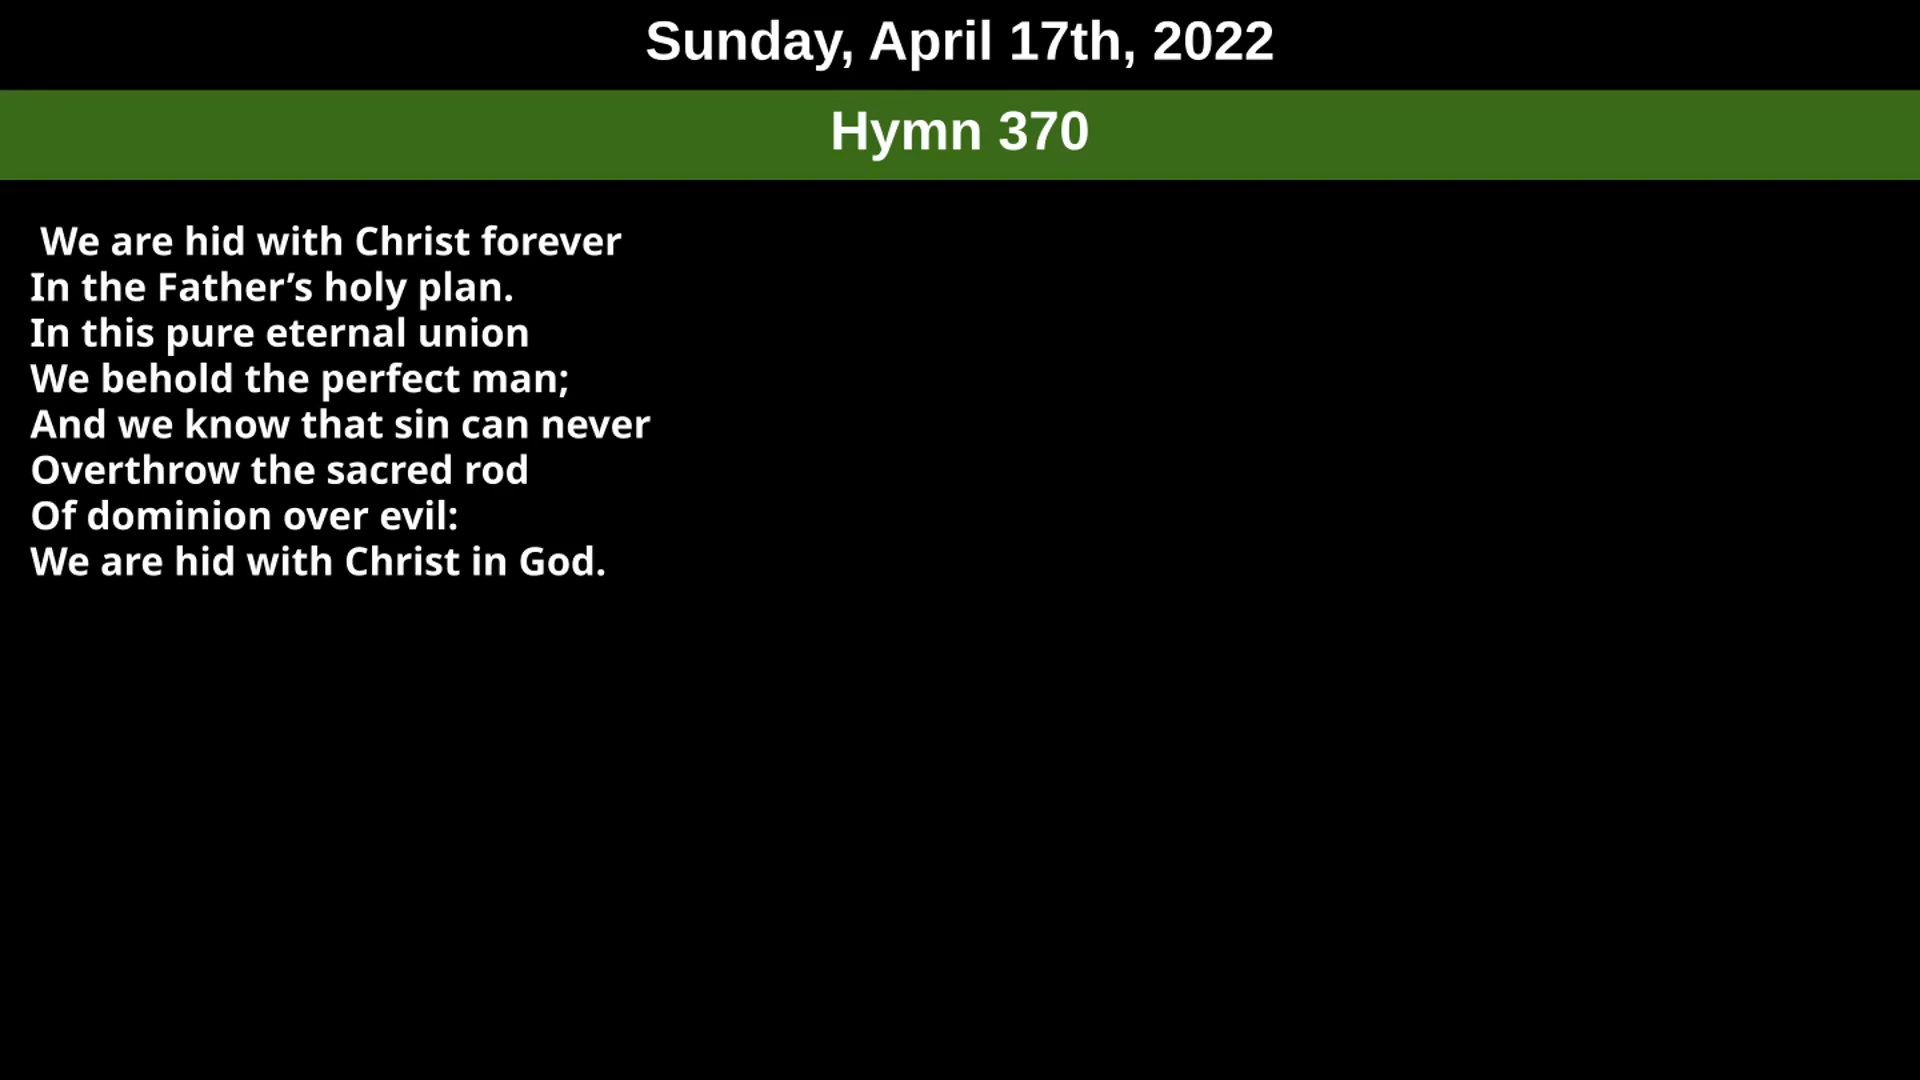 Sunday, April 17th, 2022
Hymn 370
We are hid with Christ forever
In the Father’s holy plan.
In this pure eternal union
We behold the perfect man;
And we know that sin can never
Overthrow the sacred rod
Of dominion over evil:
We are hid with Christ in God.